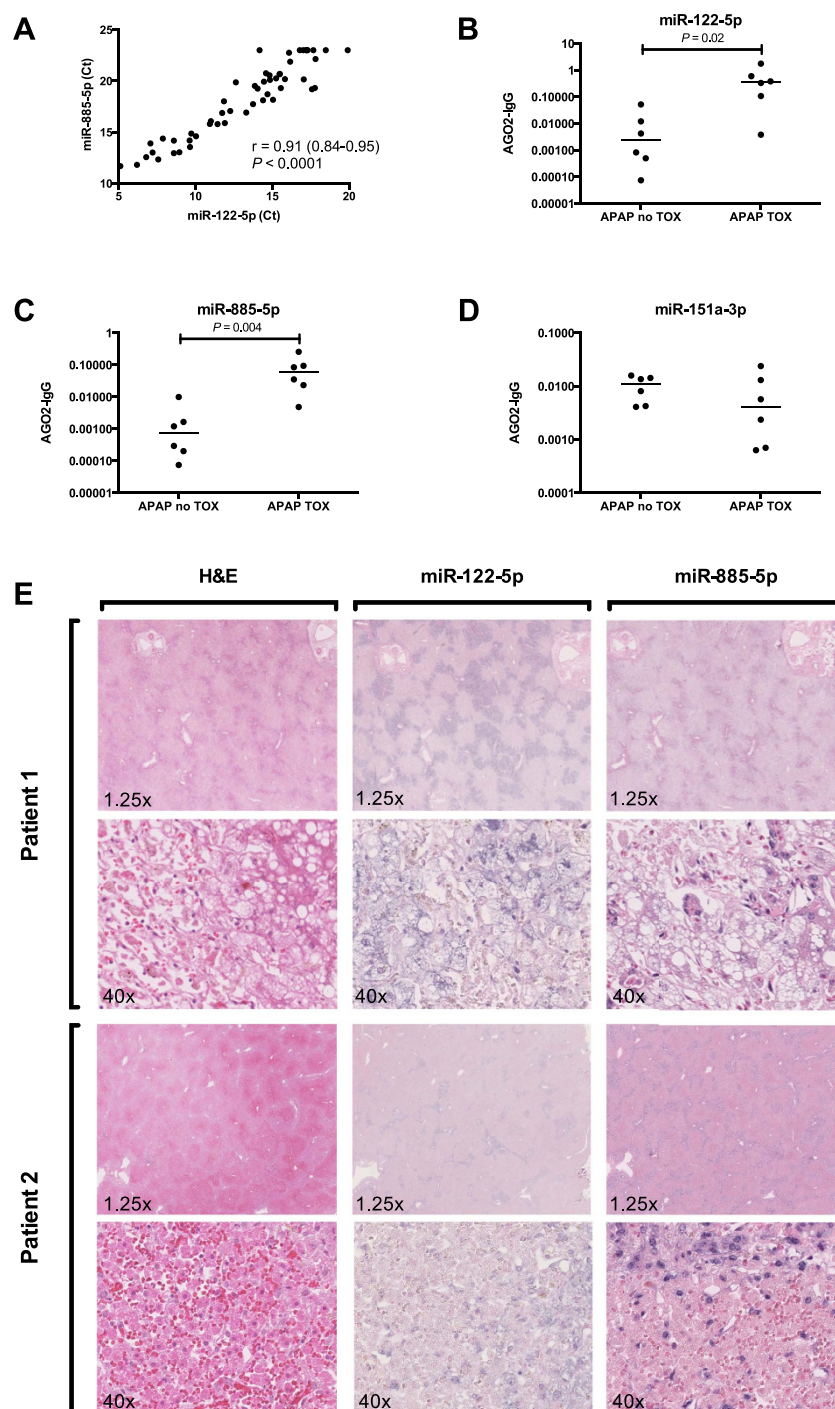 A
25
20
15
10
miR-885-5p (Ct)
r = 0.91 (0.84-0.95)
P < 0.0001
5
10
15
20
miR-122-5p (Ct)
B
miR-122-5p
P = 0.02
10
1
0.10000
0.01000
0.00100
0.00010
0.00001
AGO2-IgG
APAP no TOX
APAP TOX
C
miR-885-5p
P = 0.004
1
0.10000
0.01000
0.00100
0.00010
0.00001
AGO2-IgG
APAP no TOX
APAP TOX
D
miR-151a-3p
0.1000
0.0100
0.0010
0.0001
AGO2-IgG
APAP no TOX
APAP TOX
E
H&E
miR-122-5p
miR-885-5p
Patient 1
1.25x
1.25x
1.25x
40x
40x
40x
Patient 2
1.25x
1.25x
1.25x
40x
40x
40x